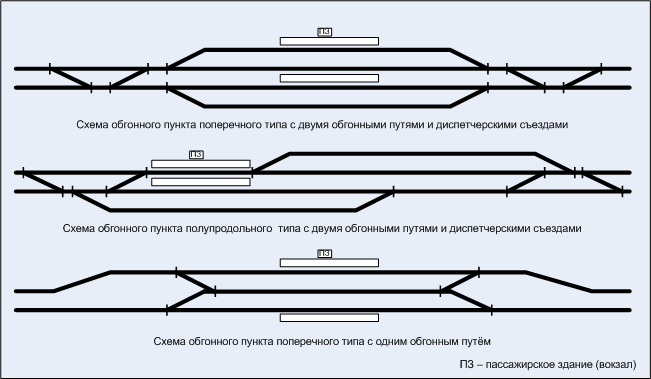 ПЗ
Схема обгонного пункта поперечного типа с двумя обгонными путями и диспетчерскими съездами
ПЗ
Схема обгонного пункта полупродольного типа с двумя обгонными путями и диспетчерскими съездами
ПЗ
Схема обгонного пункта поперечного типа с одним обгонным путём
ПЗ – пассажирское здание (вокзал)